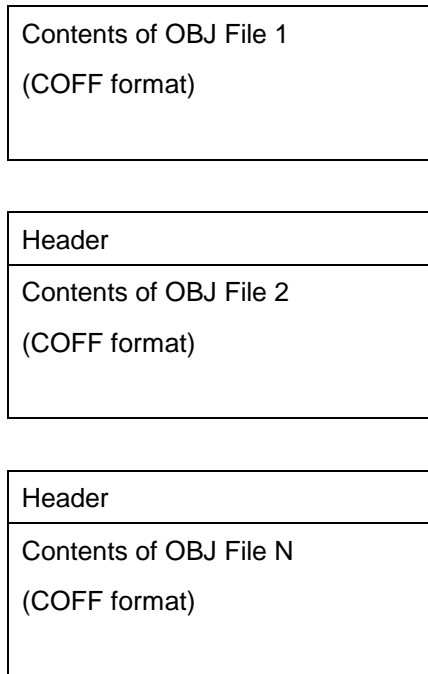 Contents of OBJ File 1
(COFF format)
Header
Contents of OBJ File 2
(COFF format)
Header
Contents of OBJ File N
(COFF format)